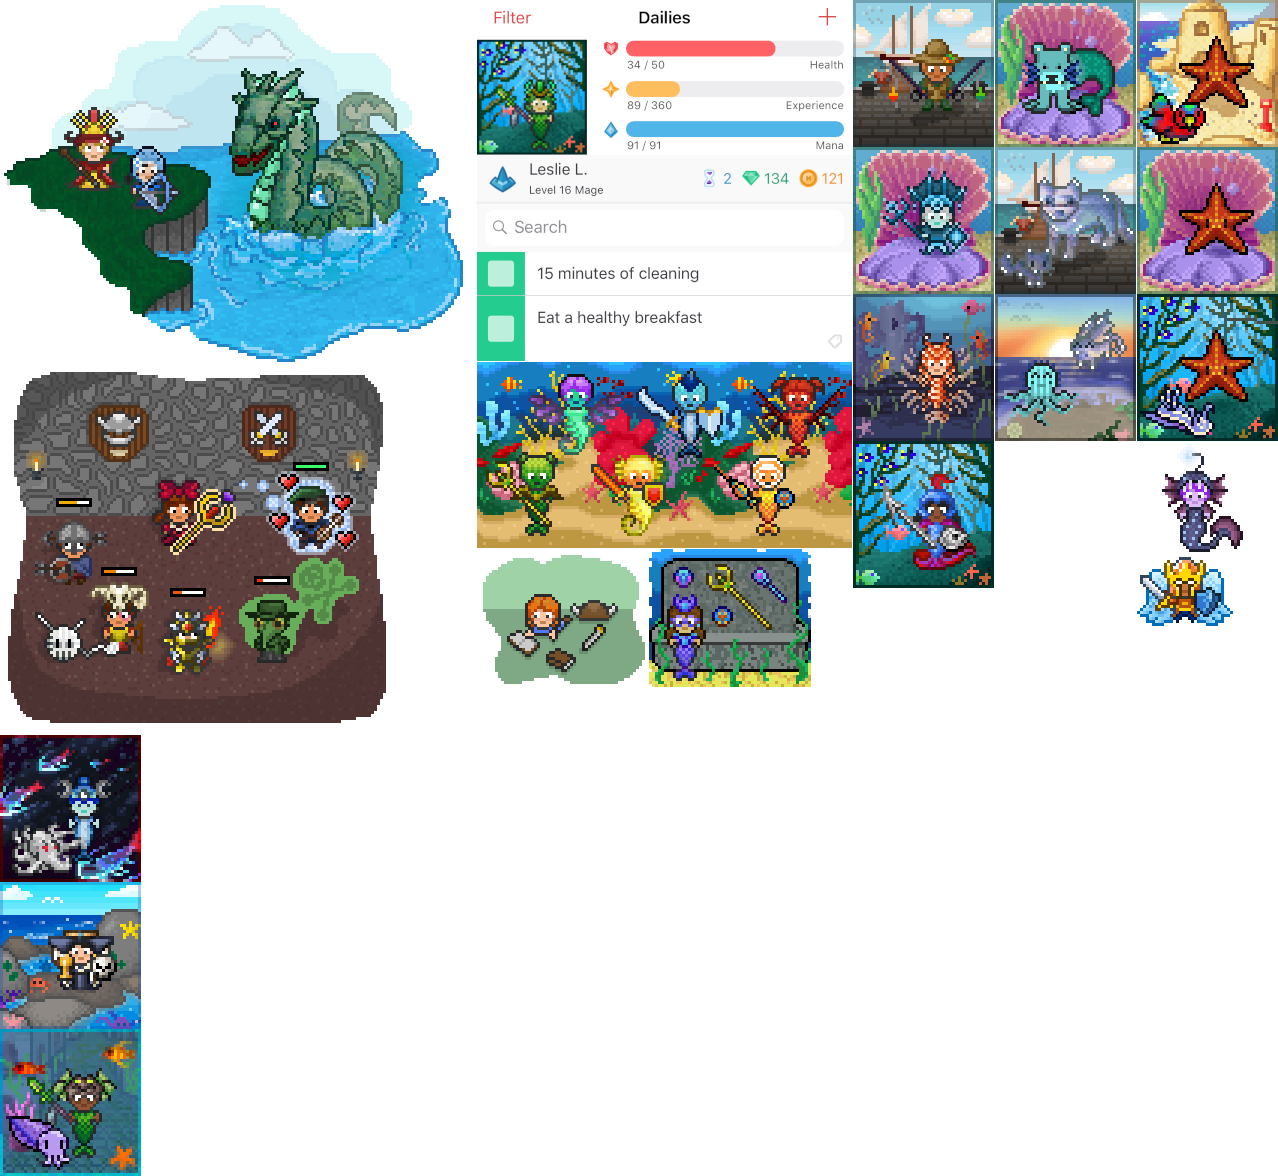 Filter
Dailies
34 / 50
Health
89 / 360
Experience
91 / 91
Mana
Leslie L.
Level 16 Mage
2
134
121
Search
15 minutes of cleaning
Eat a healthy breakfast